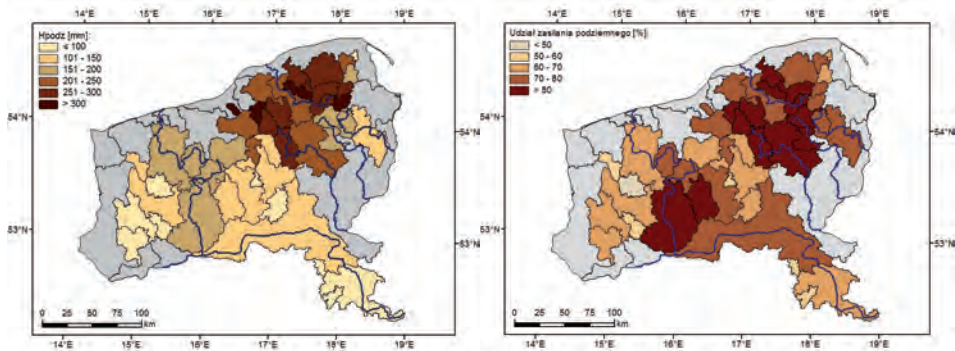 14°E 15°E 16°E 17°E 18°E 19°E
Hpodz [mm]:
≤ 100
101 - 150
151 - 200
201 - 250
251 - 300
> 300
54°N
54°N
53°N
53°N
0 25 50 75 100
km
14°E 15°E 16°E 17°E 18°E 19°E
14°E 15°E 16°E 17°E 18°E 19°E
Udział zasilania podziemnego [%]
< 50
50 - 60
60 - 70
70 - 80
54°N
54°N
53°N
53°N
0 25 50 75 100
km
14°E 15°E 16°E 17°E 18°E 19°E